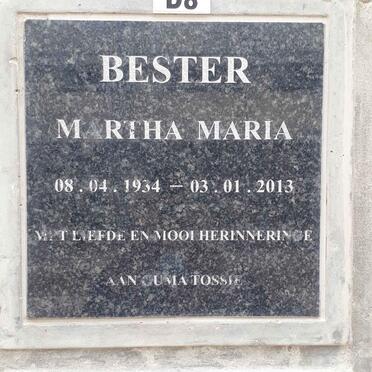 D8
BESTER
MARTHA MARIA
08 . 04 . 1934 – 03 . 01 . 2013
MET LIEFDE EN MOOI HERINNERINGE
AAN OUMA TOSSIE